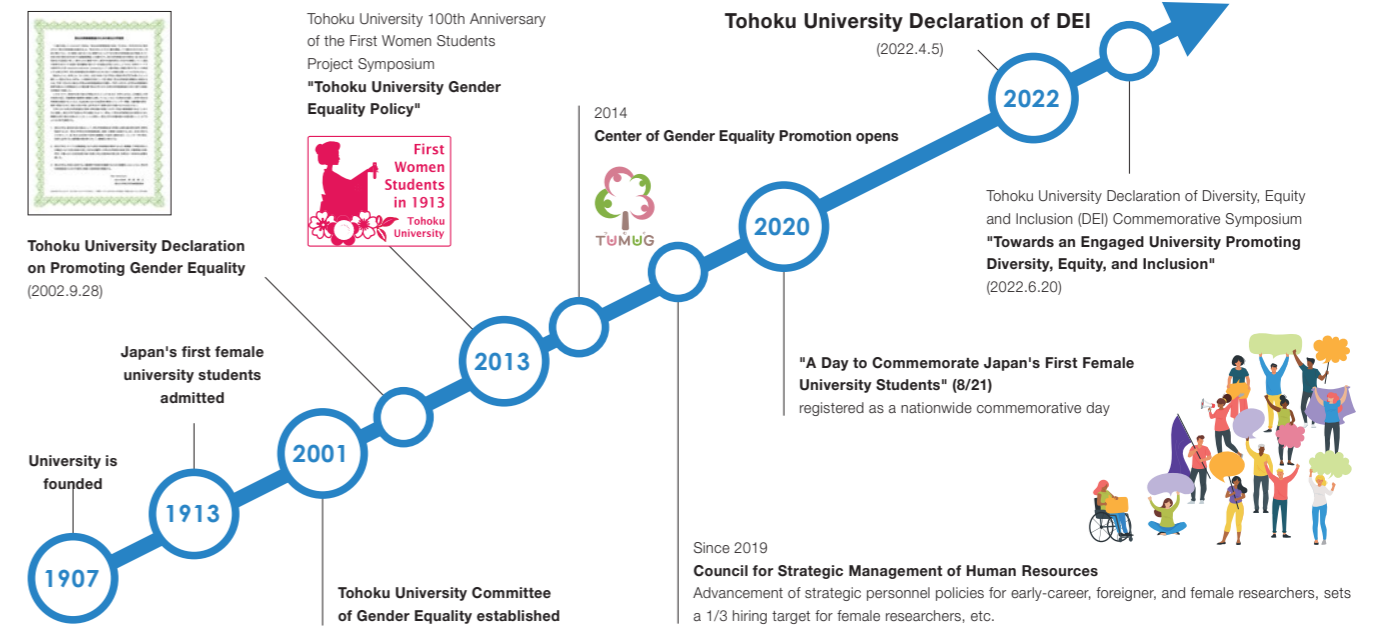 Tohoku University 100th Anniversary
of the First Women Students
Project Symposium
"Tohoku University Gender
Equality Policy"
First
Women
Students
in 1913
Tohoku
University
Tohoku University Declaration of DEI
(2022.4.5)
2014
Center of Gender Equality Promotion opens
TUMUG
Tohoku University Declaration
on Promoting Gender Equality
(2002.9.28)
Japan's first female
university students
admitted
University is
founded
1907
1913
2001
2013
2020
2022
Tohoku University Declaration of Diversity, Equity
and Inclusion (DEI) Commemorative Symposium
"Towards an Engaged University Promoting
Diversity, Equity, and Inclusion"
(2022.6.20)
"A Day to Commemorate Japan's First Female
University Students" (8/21)
registered as a nationwide commemorative day
Tohoku University Committee
of Gender Equality established
Since 2019
Council for Strategic Management of Human Resources
Advancement of strategic personnel policies for early-career, foreigner, and female researchers, sets
a 1/3 hiring target for female researchers, etc.